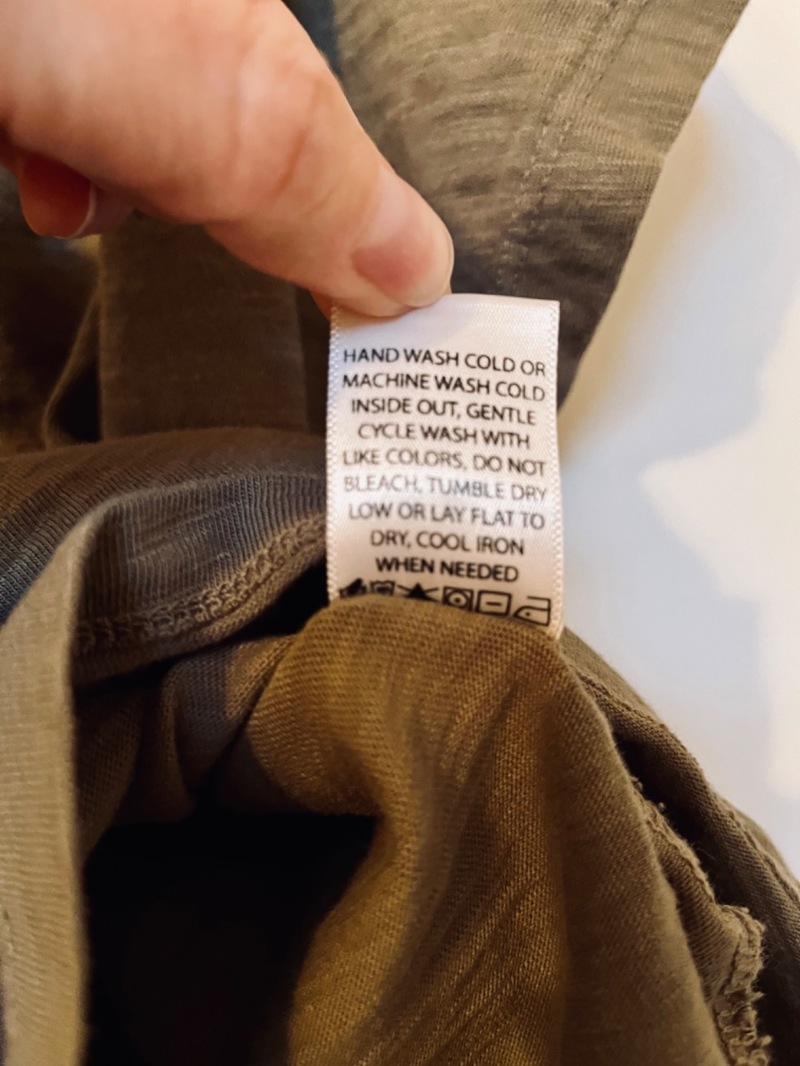 HAND WASH COLD OR
MACHINE WASH COLD
INSIDE OUT, GENTLE
CYCLE WASH WITH
LIKE COLORS, DO NOT
BLEACH, TUMBLE DRY
LOW OR LAY FLAT TO
DRY, COOL IRON
WHEN NEEDED